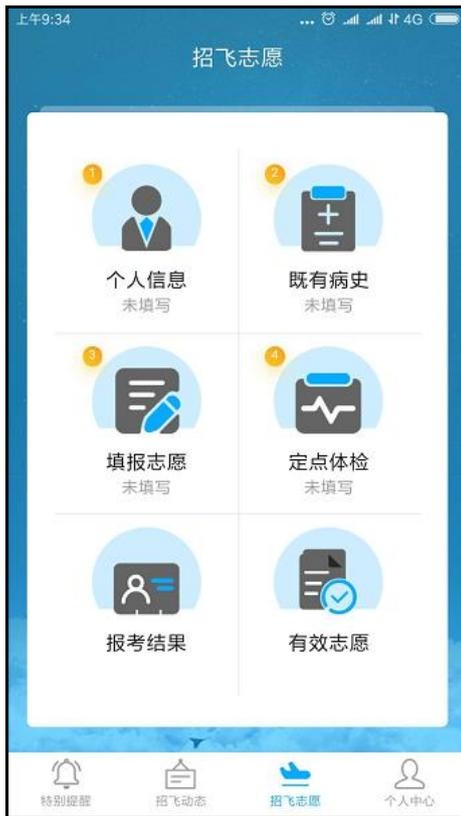 上午9:34
... 4G
招飞志愿
1
2
个人信息
既有病史
未填写
未填写
3
4
填报志愿
定点体检
未填写
未填写
报考结果
有效志愿
特别提醒
招飞动态
招飞志愿
个人中心